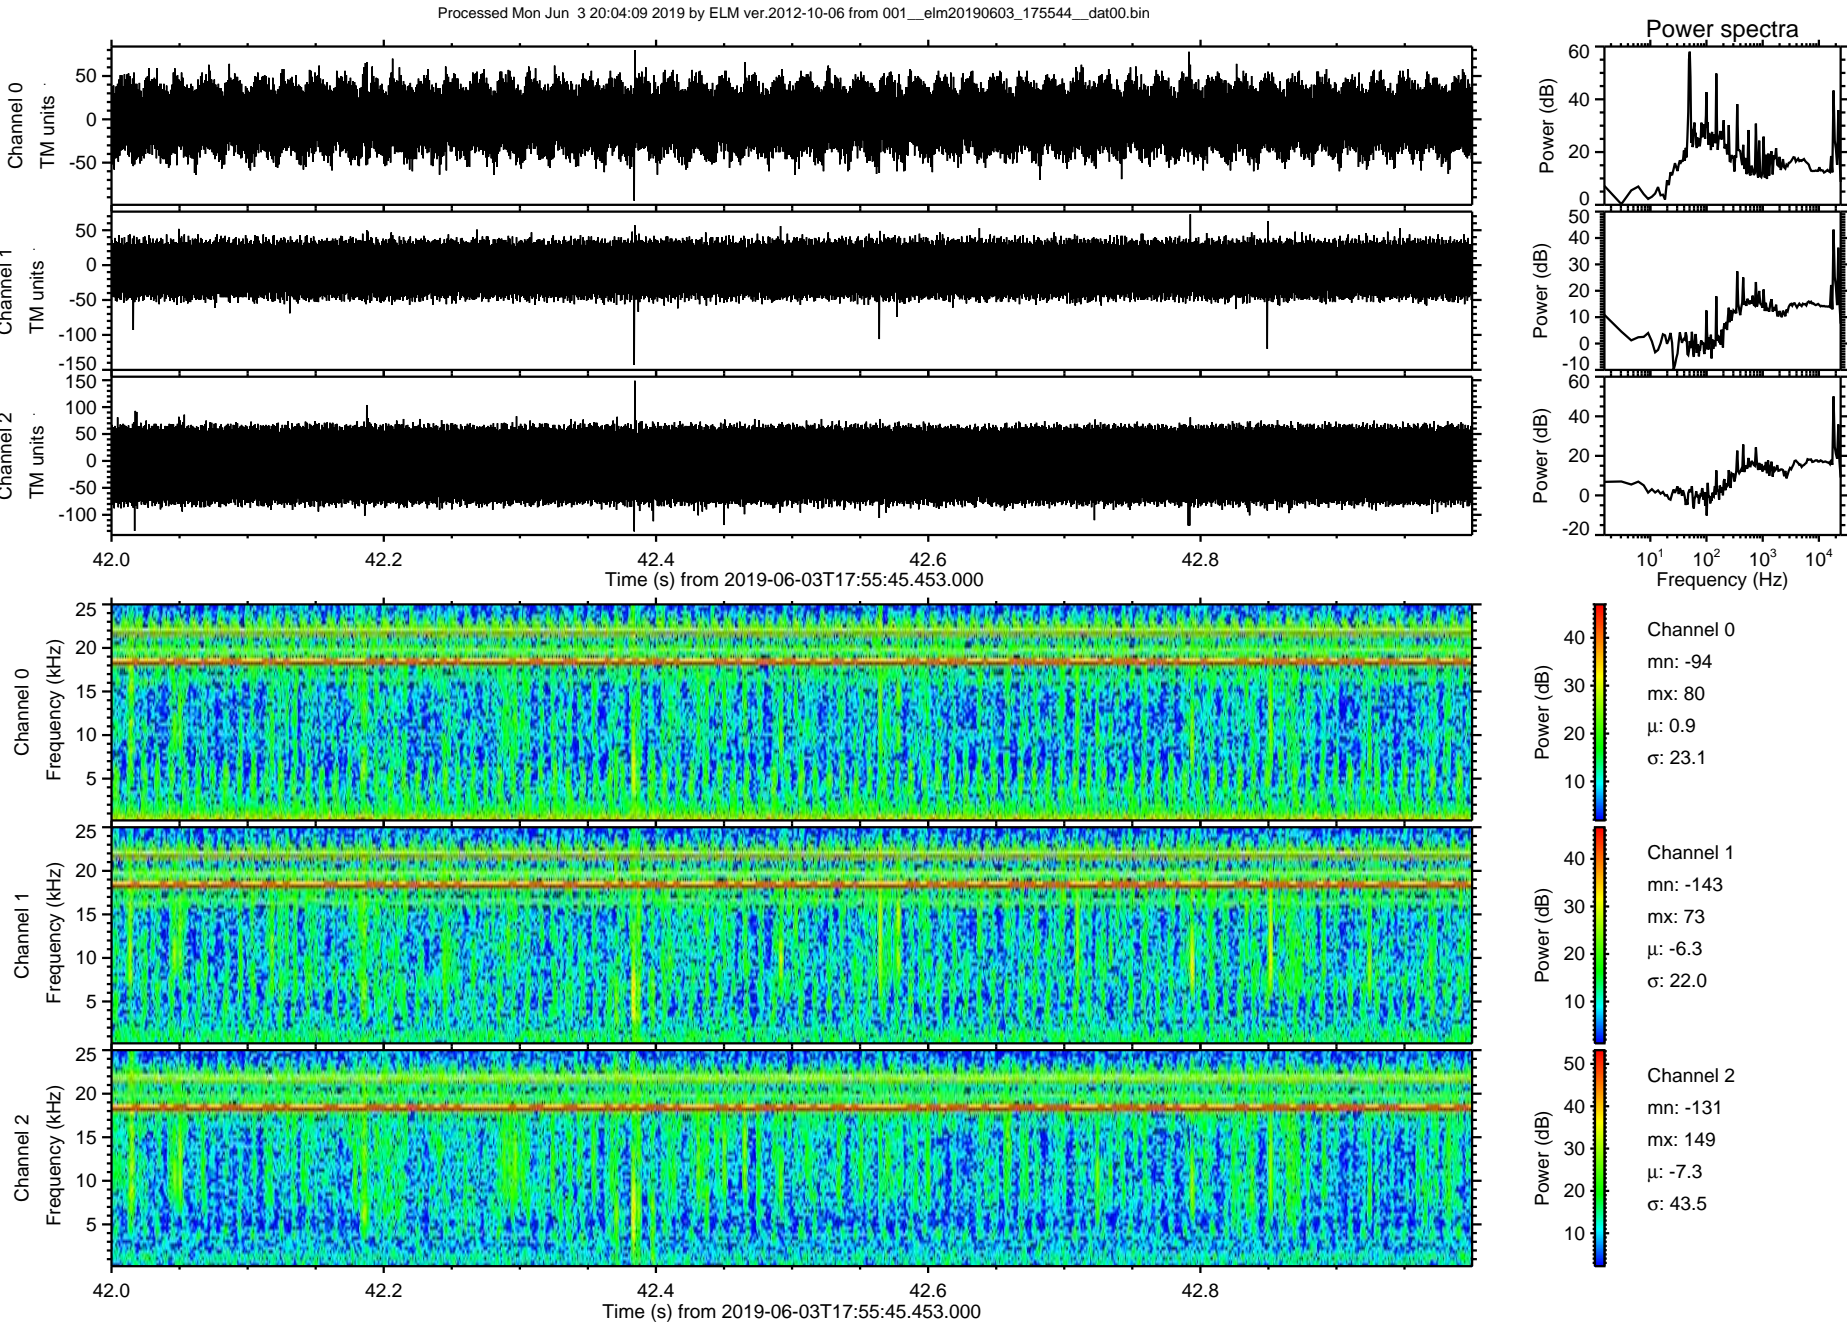 Processed Mon Jun  3 20:04:09 2019 by ELM ver.2012-10-06 from 001__elm20190603_175544__dat00.bin
Power spectra
Channel 0
TM units
50
0
-50
Power (dB)
60
40
20
0
Channel 1
TM units
50
0
-50
-100
-150
Power (dB)
50
40
30
20
10
0
-10
Channel 2
TM units
150
100
50
0
-50
-100
Power (dB)
60
40
20
0
-20
42.0 42.2 42.4 42.6 42.8
Time (s) from 2019-06-03T17:55:45.453.000
10^1 10^2 10^3 10^4
Frequency (Hz)
Channel 0
Frequency (kHz)
25
20
15
10
5
Power (dB)
40
30
20
10
Channel 0
mn: -94
mx: 80
μ: 0.9
σ: 23.1
Channel 1
Frequency (kHz)
25
20
15
10
5
Power (dB)
40
30
20
10
Channel 1
mn: -143
mx: 73
μ: -6.3
σ: 22.0
Channel 2
Frequency (kHz)
25
20
15
10
5
Power (dB)
50
40
30
20
10
Channel 2
mn: -131
mx: 149
μ: -7.3
σ: 43.5
42.0 42.2 42.4 42.6 42.8
Time (s) from 2019-06-03T17:55:45.453.000